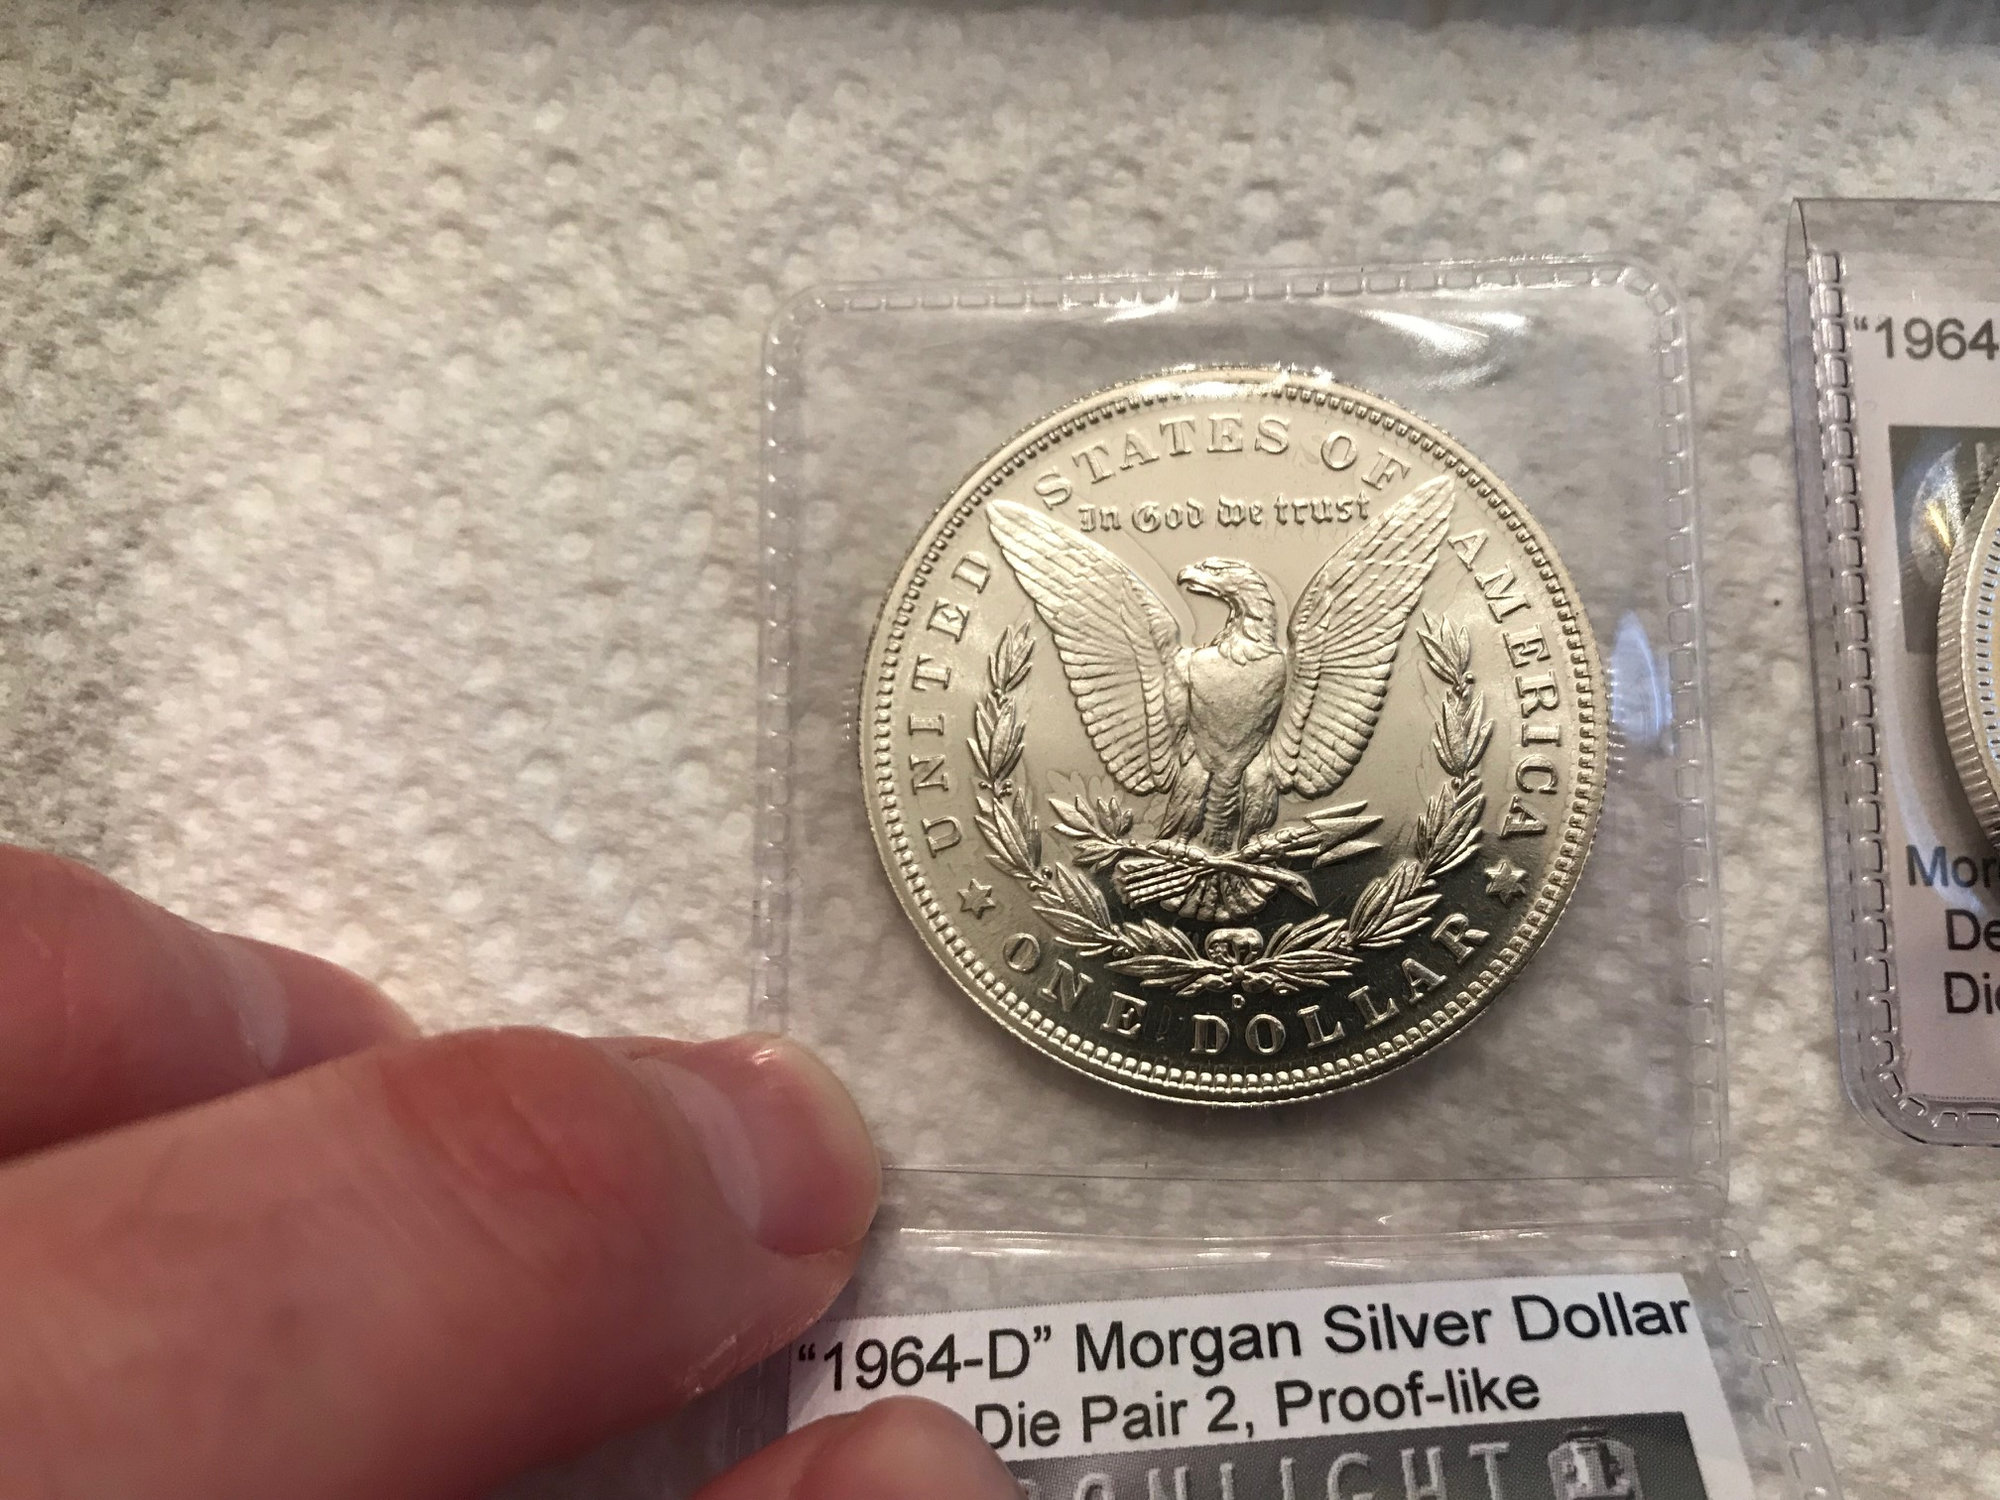 UNITED STATES OF AMERICA
In God we trust
D
ONE DOLLAR
"1964-D" Morgan Silver Dollar
Die Pair 2, Proof-like
"1964